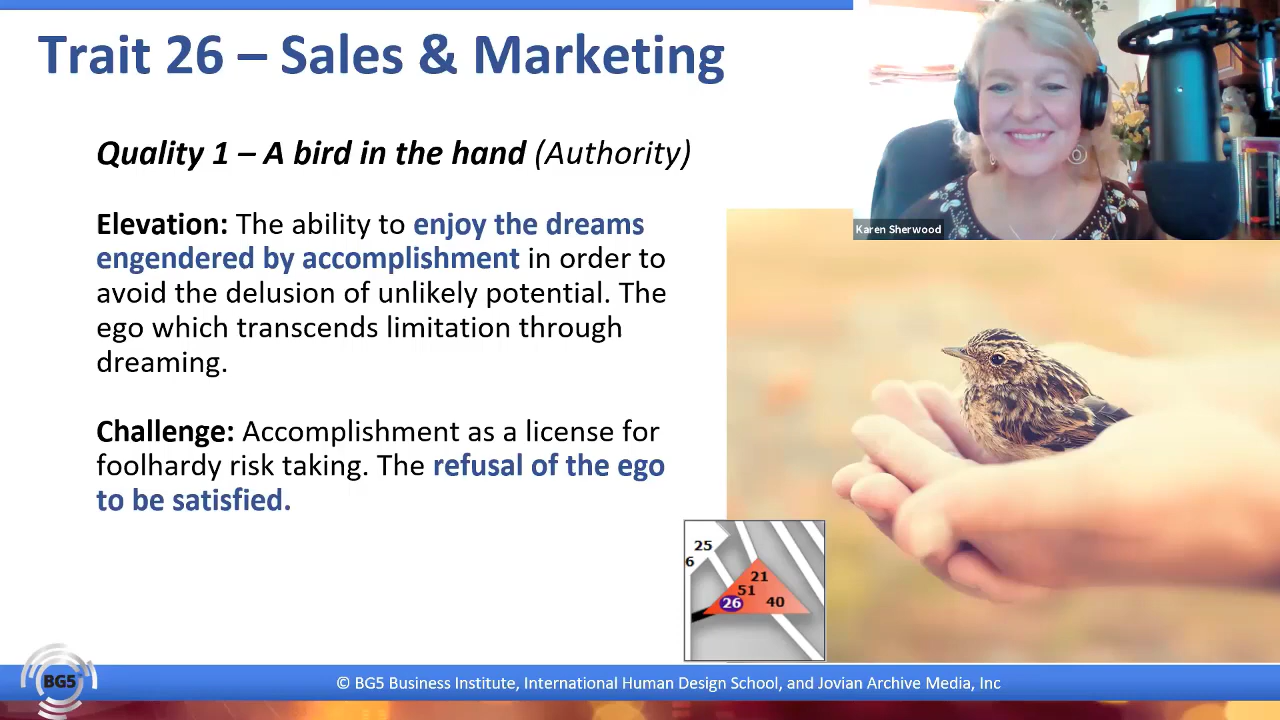 Trait 26 – Sales & Marketing
Karen Sherwood
Quality 1 – A bird in the hand (Authority)
Elevation: The ability to enjoy the dreams
engendered by accomplishment in order to
avoid the delusion of unlikely potential. The
ego which transcends limitation through
dreaming.
Challenge: Accomplishment as a license for
foolhardy risk taking. The refusal of the ego
to be satisfied.
25
6
21
51
26 40
BG5
© BG5 Business Institute, International Human Design School, and Jovian Archive Media, Inc